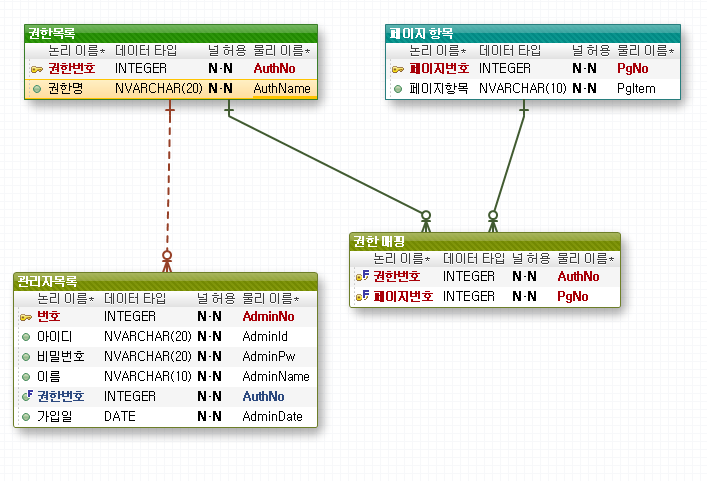 권한목록
논리 이름* 데이터 타입 널 허용 물리 이름*
권한번호 INTEGER N-N AuthNo
권한명 NVARCHAR(20) N-N AuthName
페이지 항목
논리 이름* 데이터 타입 널 허용 물리 이름*
페이지번호 INTEGER N-N PgNo
페이지항목 NVARCHAR(10) N-N PgItem
권한 매핑
논리 이름* 데이터 타입 널 허용 물리 이름*
F 권한번호 INTEGER N-N AuthNo
F 페이지번호 INTEGER N-N PgNo
관리자목록
논리 이름* 데이터 타입 널 허용 물리 이름*
번호 INTEGER N-N AdminNo
아이디 NVARCHAR(20) N-N AdminId
비밀번호 NVARCHAR(20) N-N AdminPw
이름 NVARCHAR(10) N-N AdminName
F 권한번호 INTEGER N-N AuthNo
가입일 DATE N-N AdminDate